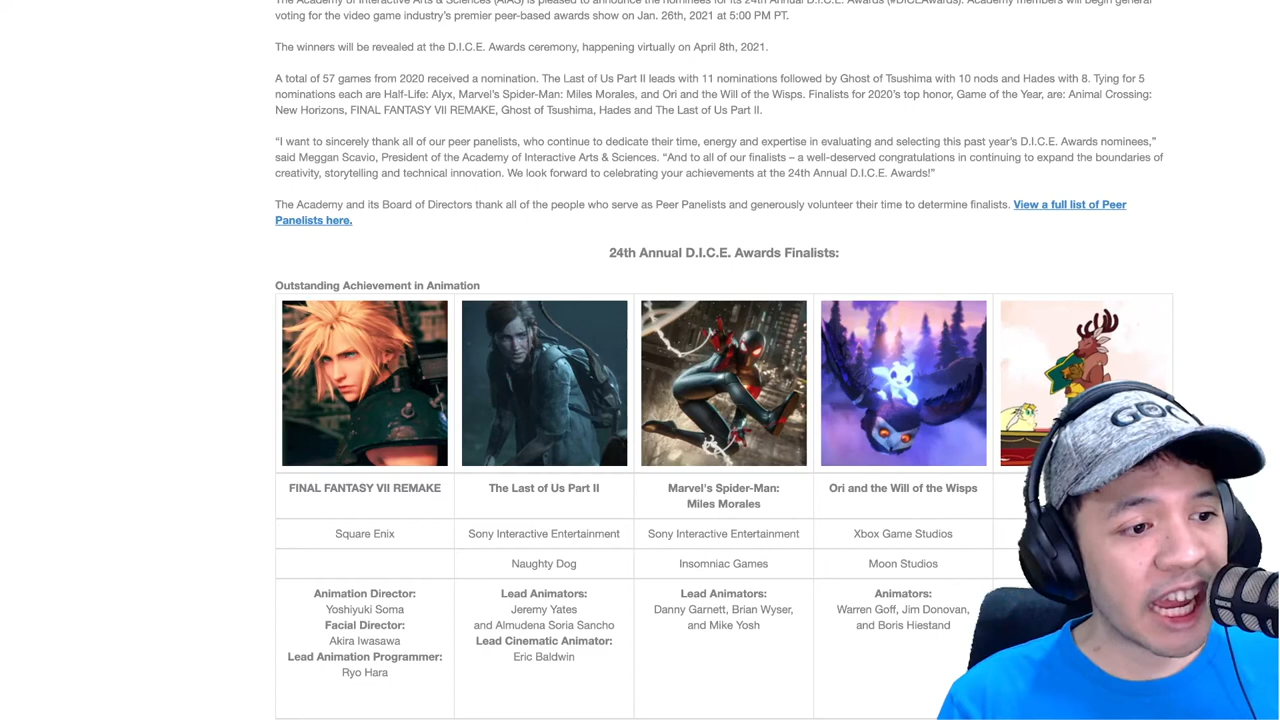 The Academy of Interactive Arts & Sciences (AIAS) is pleased to announce the nominees for its 24th Annual D.I.C.E. Awards (#DICEAwards). Academy members will begin general
voting for the video game industry's premier peer-based awards show on Jan. 26th, 2021 at 5:00 PM PT.
The winners will be revealed at the D.I.C.E. Awards ceremony, happening virtually on April 8th, 2021.
A total of 57 games from 2020 received a nomination. The Last of Us Part II leads with 11 nominations followed by Ghost of Tsushima with 10 nods and Hades with 8. Tying for 5
nominations each are Half-Life: Alyx, Marvel's Spider-Man: Miles Morales, and Ori and the Will of the Wisps. Finalists for 2020's top honor, Game of the Year, are: Animal Crossing:
New Horizons, FINAL FANTASY VII REMAKE, Ghost of Tsushima, Hades and The Last of Us Part II.
“I want to sincerely thank all of our peer panelists, who continue to dedicate their time, energy and expertise in evaluating and selecting this past year's D.I.C.E. Awards nominees,”
said Meggan Scavio, President of the Academy of Interactive Arts & Sciences. “And to all of our finalists – a well-deserved congratulations in continuing to expand the boundaries of
creativity, storytelling and technical innovation. We look forward to celebrating your achievements at the 24th Annual D.I.C.E. Awards!”
The Academy and its Board of Directors thank all of the people who serve as Peer Panelists and generously volunteer their time to determine finalists. View a full list of Peer
Panelists here.
24th Annual D.I.C.E. Awards Finalists:
Outstanding Achievement in Animation
FINAL FANTASY VII REMAKE
The Last of Us Part II
Marvel's Spider-Man:
Miles Morales
Ori and the Will of the Wisps
Square Enix
Sony Interactive Entertainment
Sony Interactive Entertainment
Xbox Game Studios
Naughty Dog
Insomniac Games
Moon Studios
Animation Director:
Yoshiyuki Soma
Facial Director:
Akira Iwasawa
Lead Animation Programmer:
Ryo Hara
Lead Animators:
Jeremy Yates
and Almudena Soria Sancho
Lead Cinematic Animator:
Eric Baldwin
Lead Animators:
Danny Garnett, Brian Wyser,
and Mike Yosh
Animators:
Warren Goff, Jim Donovan,
and Boris Hiestand